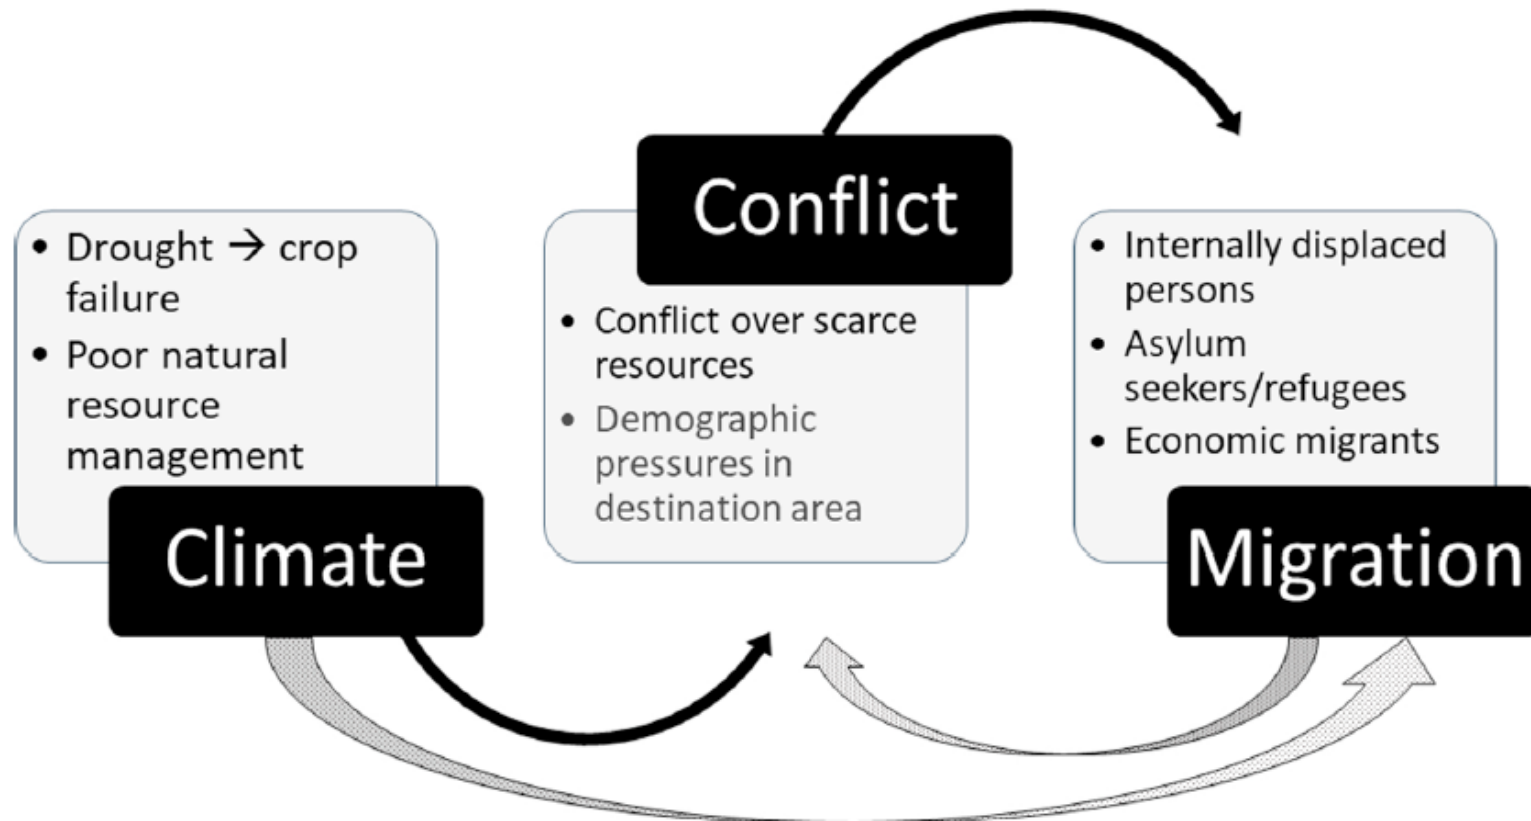 • Drought → crop
failure
• Poor natural
resource
management
Climate
Conflict
• Conflict over scarce
resources
• Demographic
pressures in
destination area
• Internally displaced
persons
• Asylum
seekers/refugees
• Economic migrants
Migration